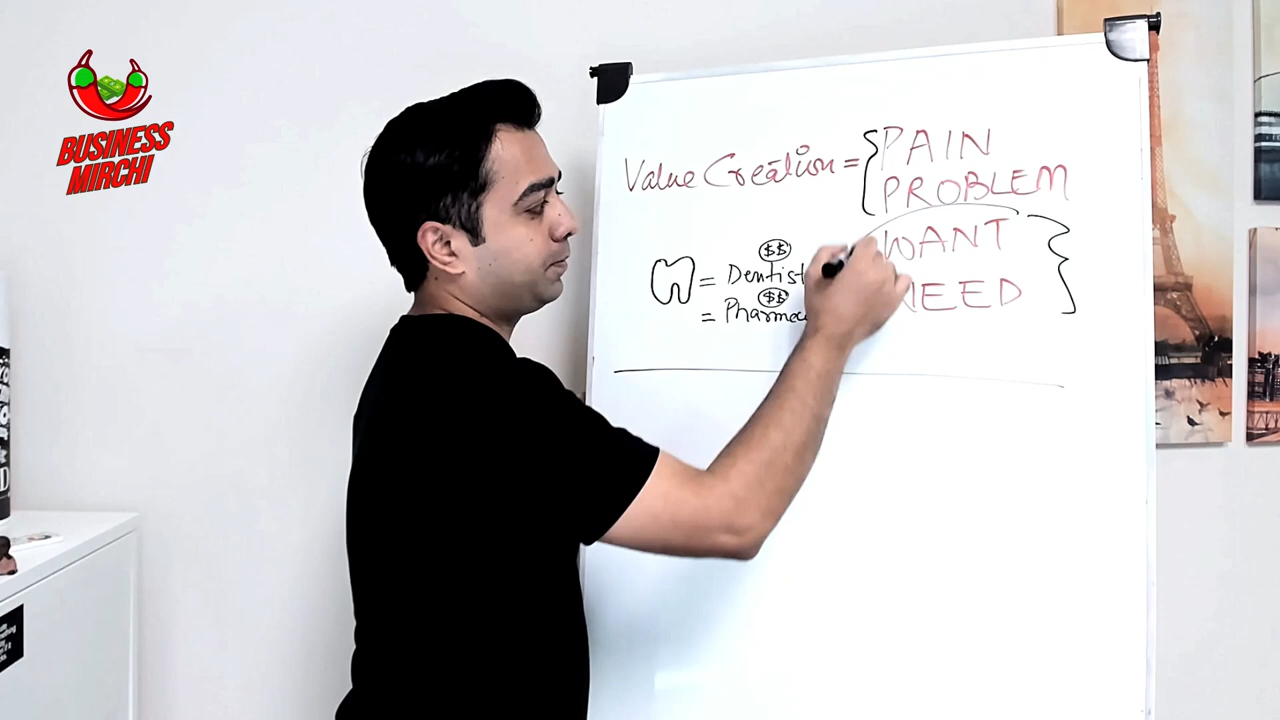 BUSINESS
MIRCHI
Value Creation = { PAIN
PROBLEM
WANT
NEED }
$$
= Dentist
$$
= Pharmac